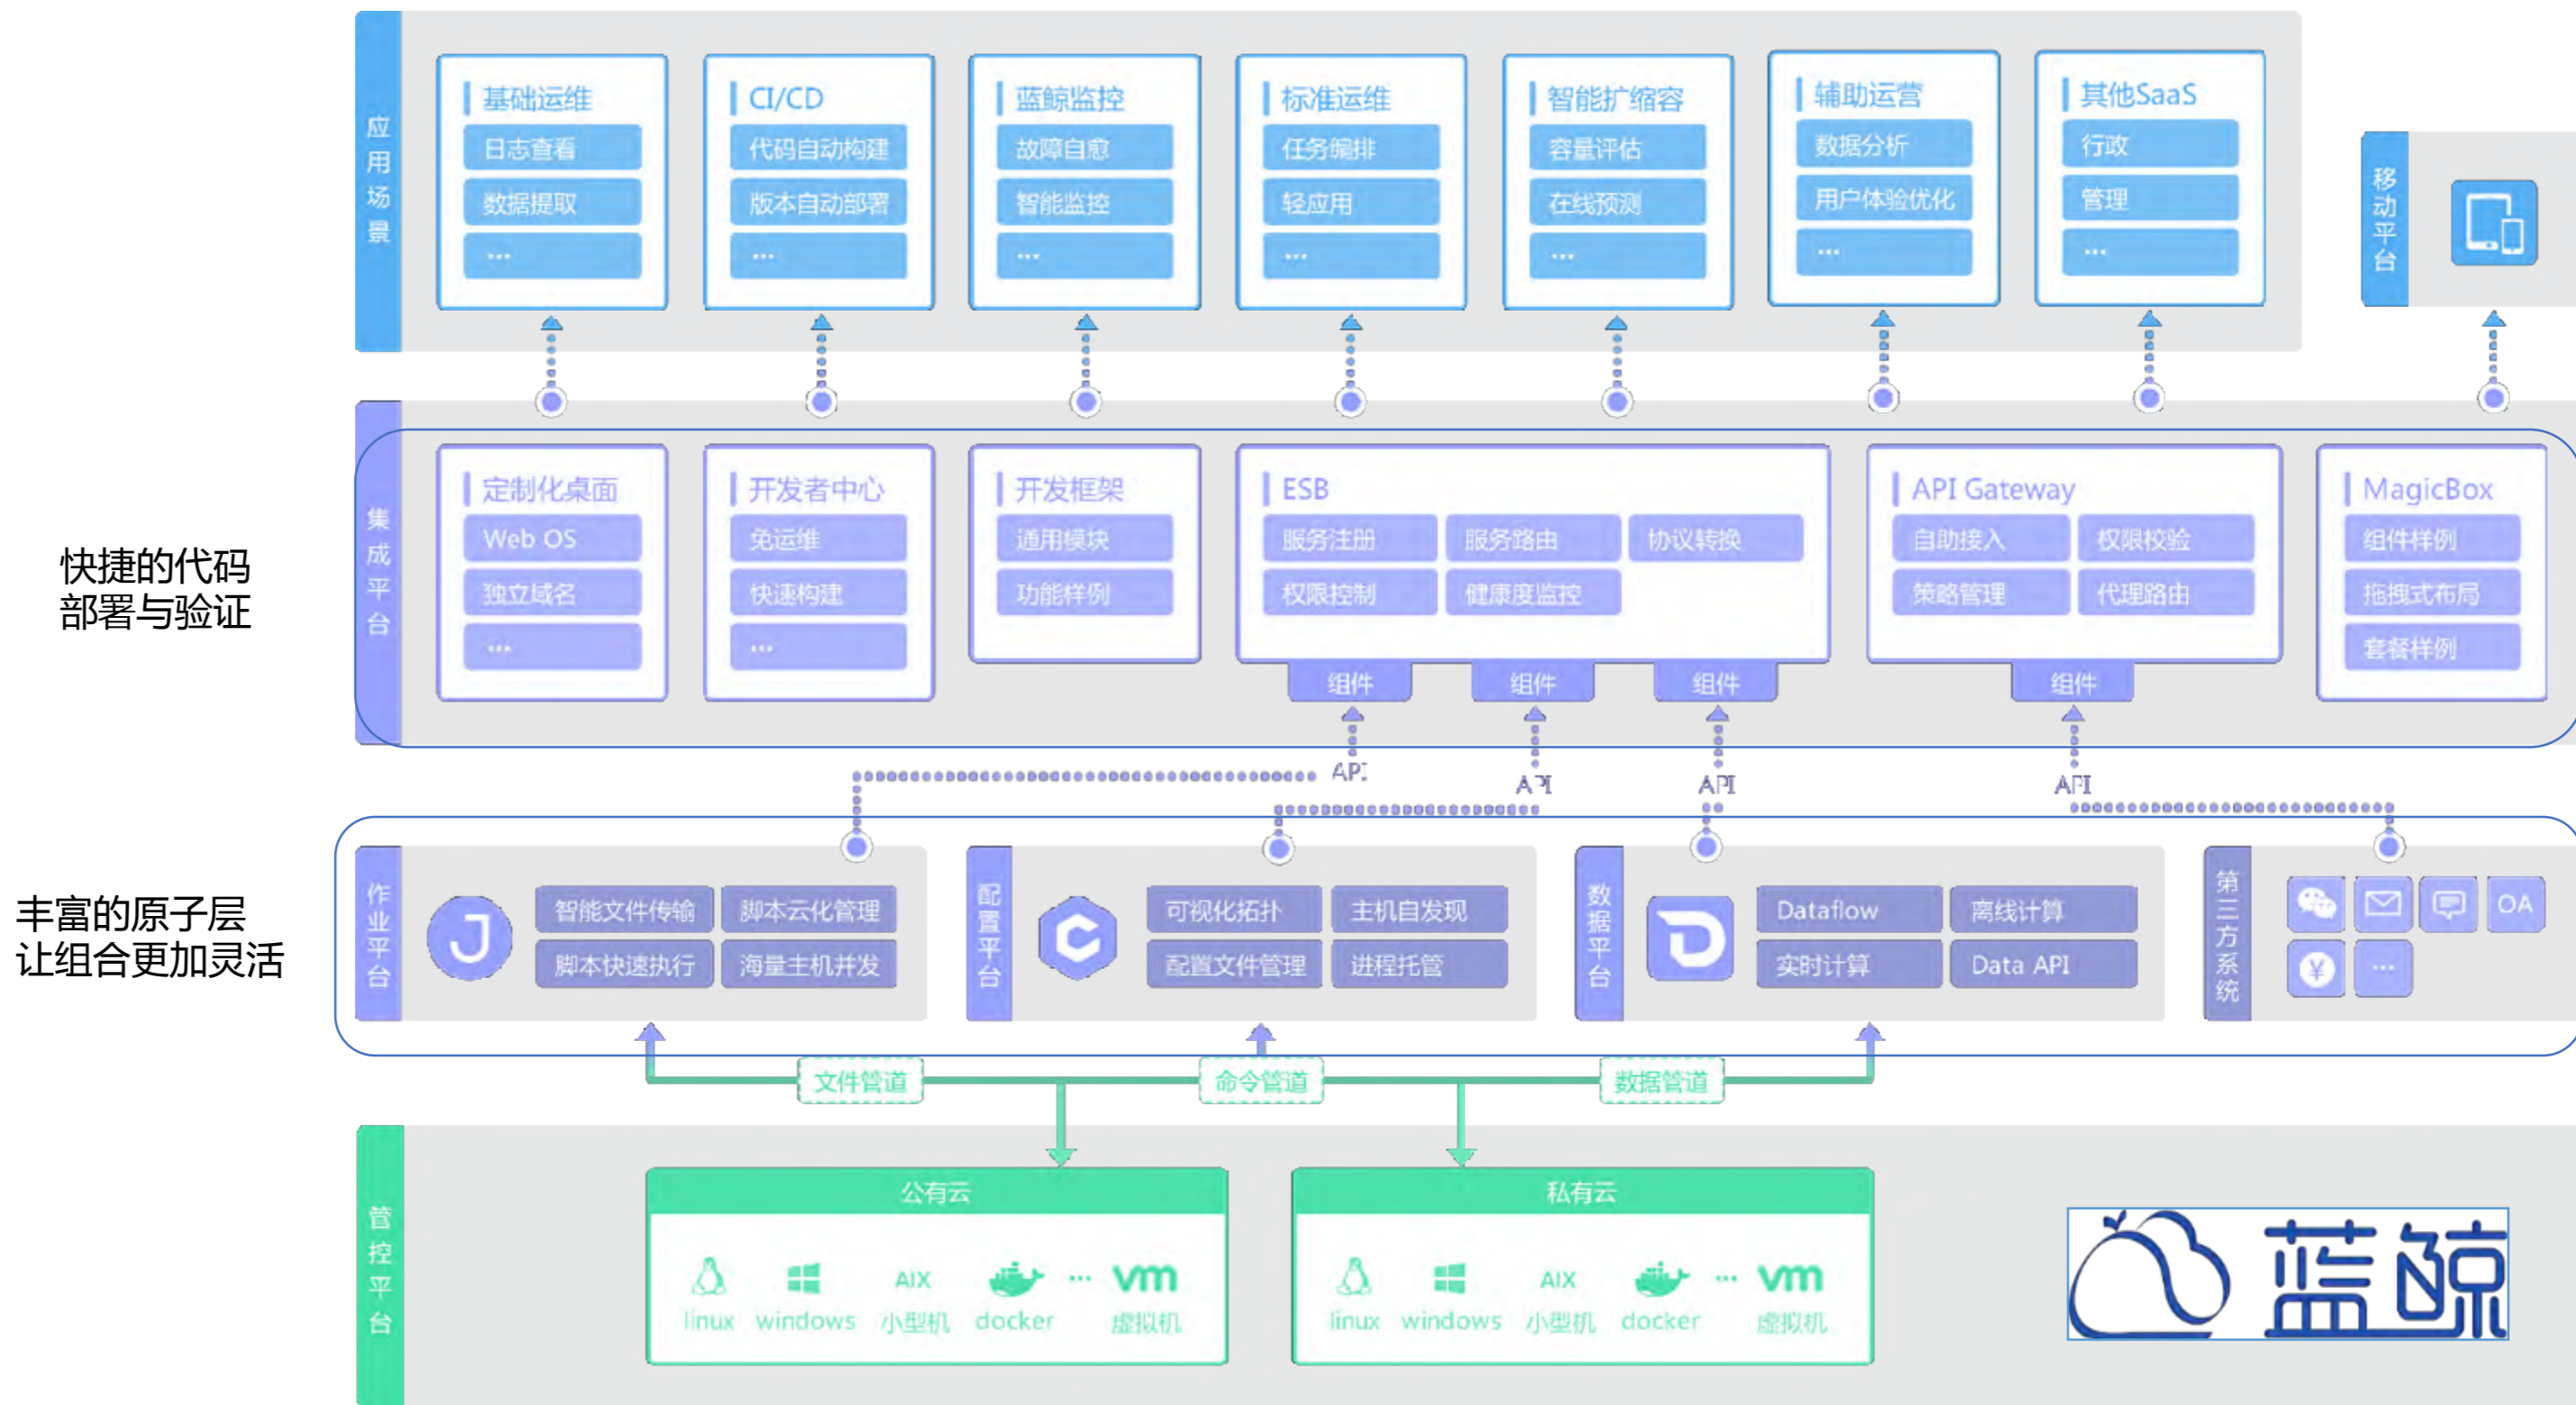 应用场景
基础运维
日志查看
数据提取
...
CI/CD
代码自动构建
版本自动部署
...
蓝鲸监控
故障自愈
智能监控
...
标准运维
任务编排
轻应用
...
智能扩缩容
容量评估
在线预测
...
辅助运营
数据分析
用户体验优化
...
其他SaaS
行政
管理
...
移动平台
快捷的代码
部署与验证
集成平台
定制化桌面
Web OS
独立域名
...
开发者中心
免运维
快速构建
...
开发框架
通用模块
功能样例
ESB
服务注册 服务路由 协议转换
权限控制 健康度监控
组件 组件 组件
API Gateway
自助接入 权限校验
策略管理 代理路由
组件
MagicBox
组件样例
拖拽式布局
套餐样例
API API API API
丰富的原子层
让组合更加灵活
作业平台
J
智能文件传输 脚本云化管理
脚本快速执行 海量主机并发
配置平台
C
可视化拓扑 主机自发现
配置文件管理 进程托管
数据平台
D
Dataflow 离线计算
实时计算 Data API
第三方系统
OA
¥ ...
文件管道 命令管道 数据管道
管控平台
公有云
AIX ... vm
linux windows 小型机 docker 虚拟机
私有云
AIX ... vm
linux windows 小型机 docker 虚拟机
蓝鲸